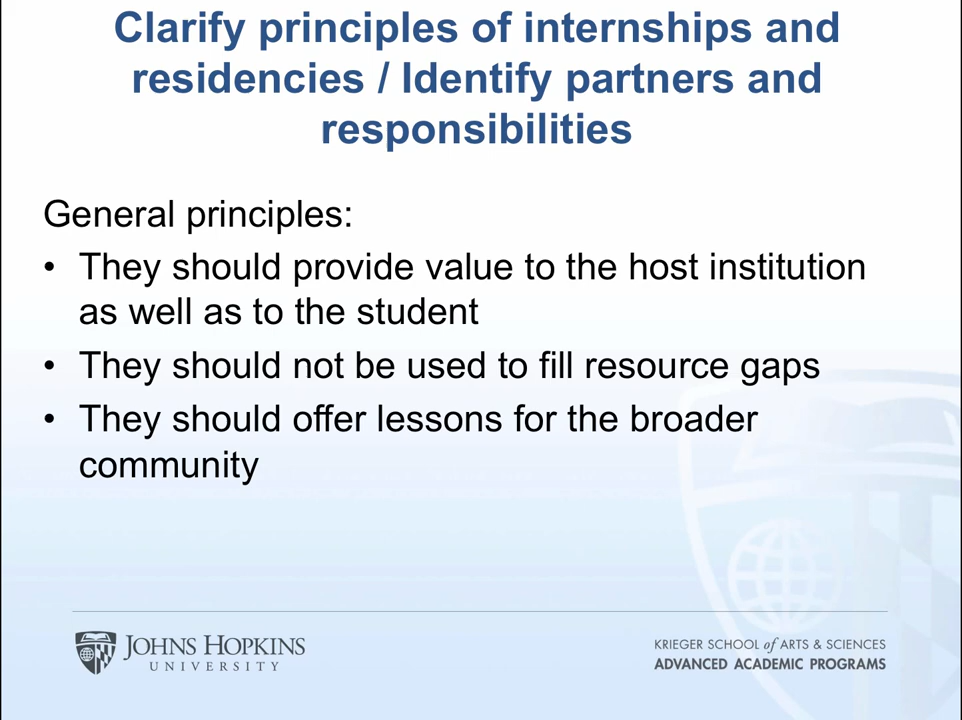 Clarify principles of internships and
residencies / Identify partners and
responsibilities
General principles:
• They should provide value to the host institution
as well as to the student
• They should not be used to fill resource gaps
• They should offer lessons for the broader
community
JOHNS HOPKINS
UNIVERSITY
KRIEGER SCHOOL of ARTS & SCIENCES
ADVANCED ACADEMIC PROGRAMS